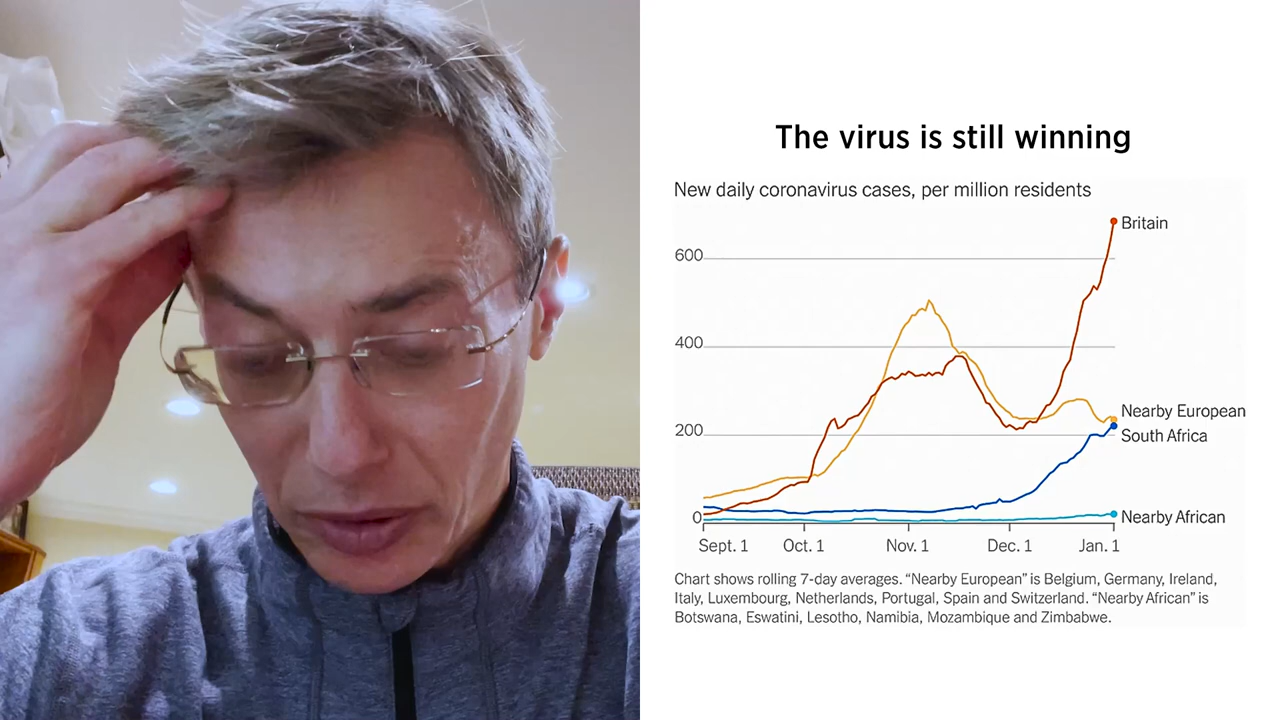 The virus is still winning
New daily coronavirus cases, per million residents
Britain
600
400
Nearby European
200
South Africa
0
Nearby African
Sept. 1 Oct. 1 Nov. 1 Dec. 1 Jan. 1
Chart shows rolling 7-day averages. “Nearby European” is Belgium, Germany, Ireland,
Italy, Luxembourg, Netherlands, Portugal, Spain and Switzerland. “Nearby African” is
Botswana, Eswatini, Lesotho, Namibia, Mozambique and Zimbabwe.